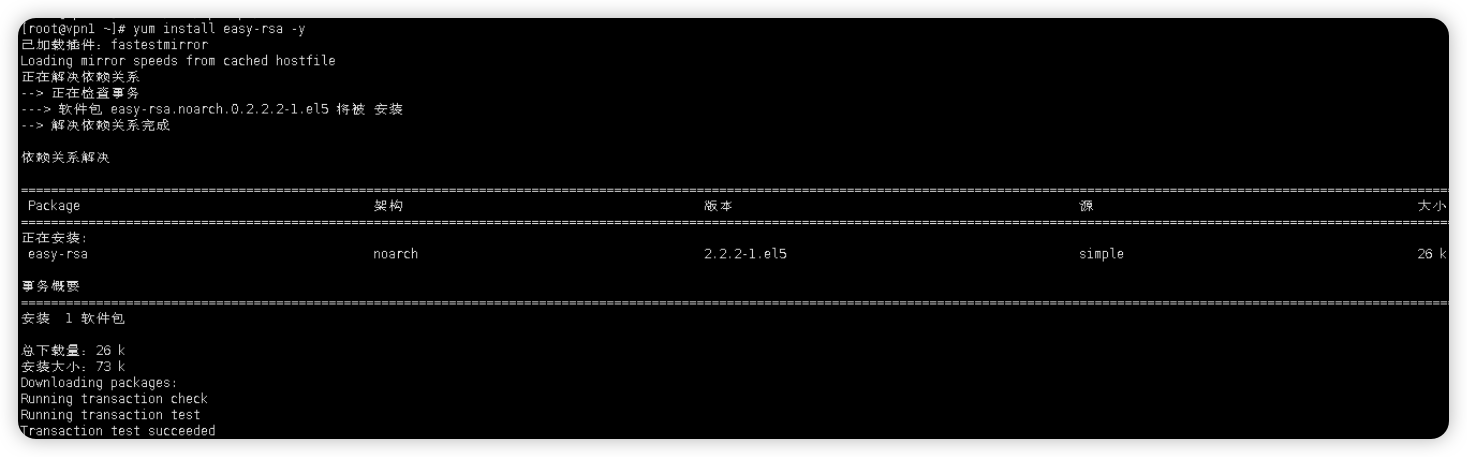 [root@vpn1 ~]# yum install easy-rsa -y
已加载插件：fastestmirror
Loading mirror speeds from cached hostfile
正在解决依赖关系
--> 正在检查事务
---> 软件包 easy-rsa.noarch.0.2.2.2-1.el5 将被 安装
--> 解决依赖关系完成
依赖关系解决
Package 架构 版本 源 大小
正在安装:
easy-rsa noarch 2.2.2-1.el5 simple 26 k
事务概要
安装 1 软件包
总下载量：26 k
安装大小：73 k
Downloading packages:
Running transaction check
Running transaction test
Transaction test succeeded